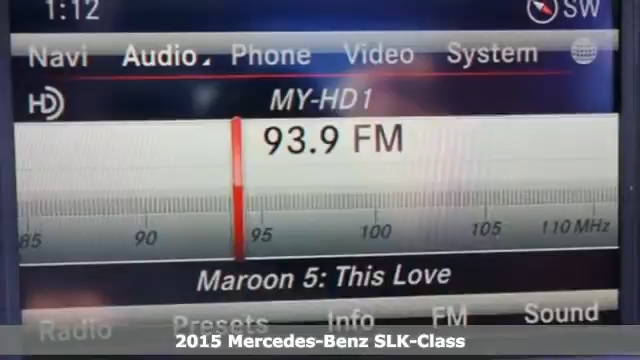 1:12 SW
Navi Audio Phone Video System
HD MY-HD1
93.9 FM
85 90 95 100 105 110 MHz
Maroon 5: This Love
Radio Presets Info FM Sound
2015 Mercedes-Benz SLK-Class